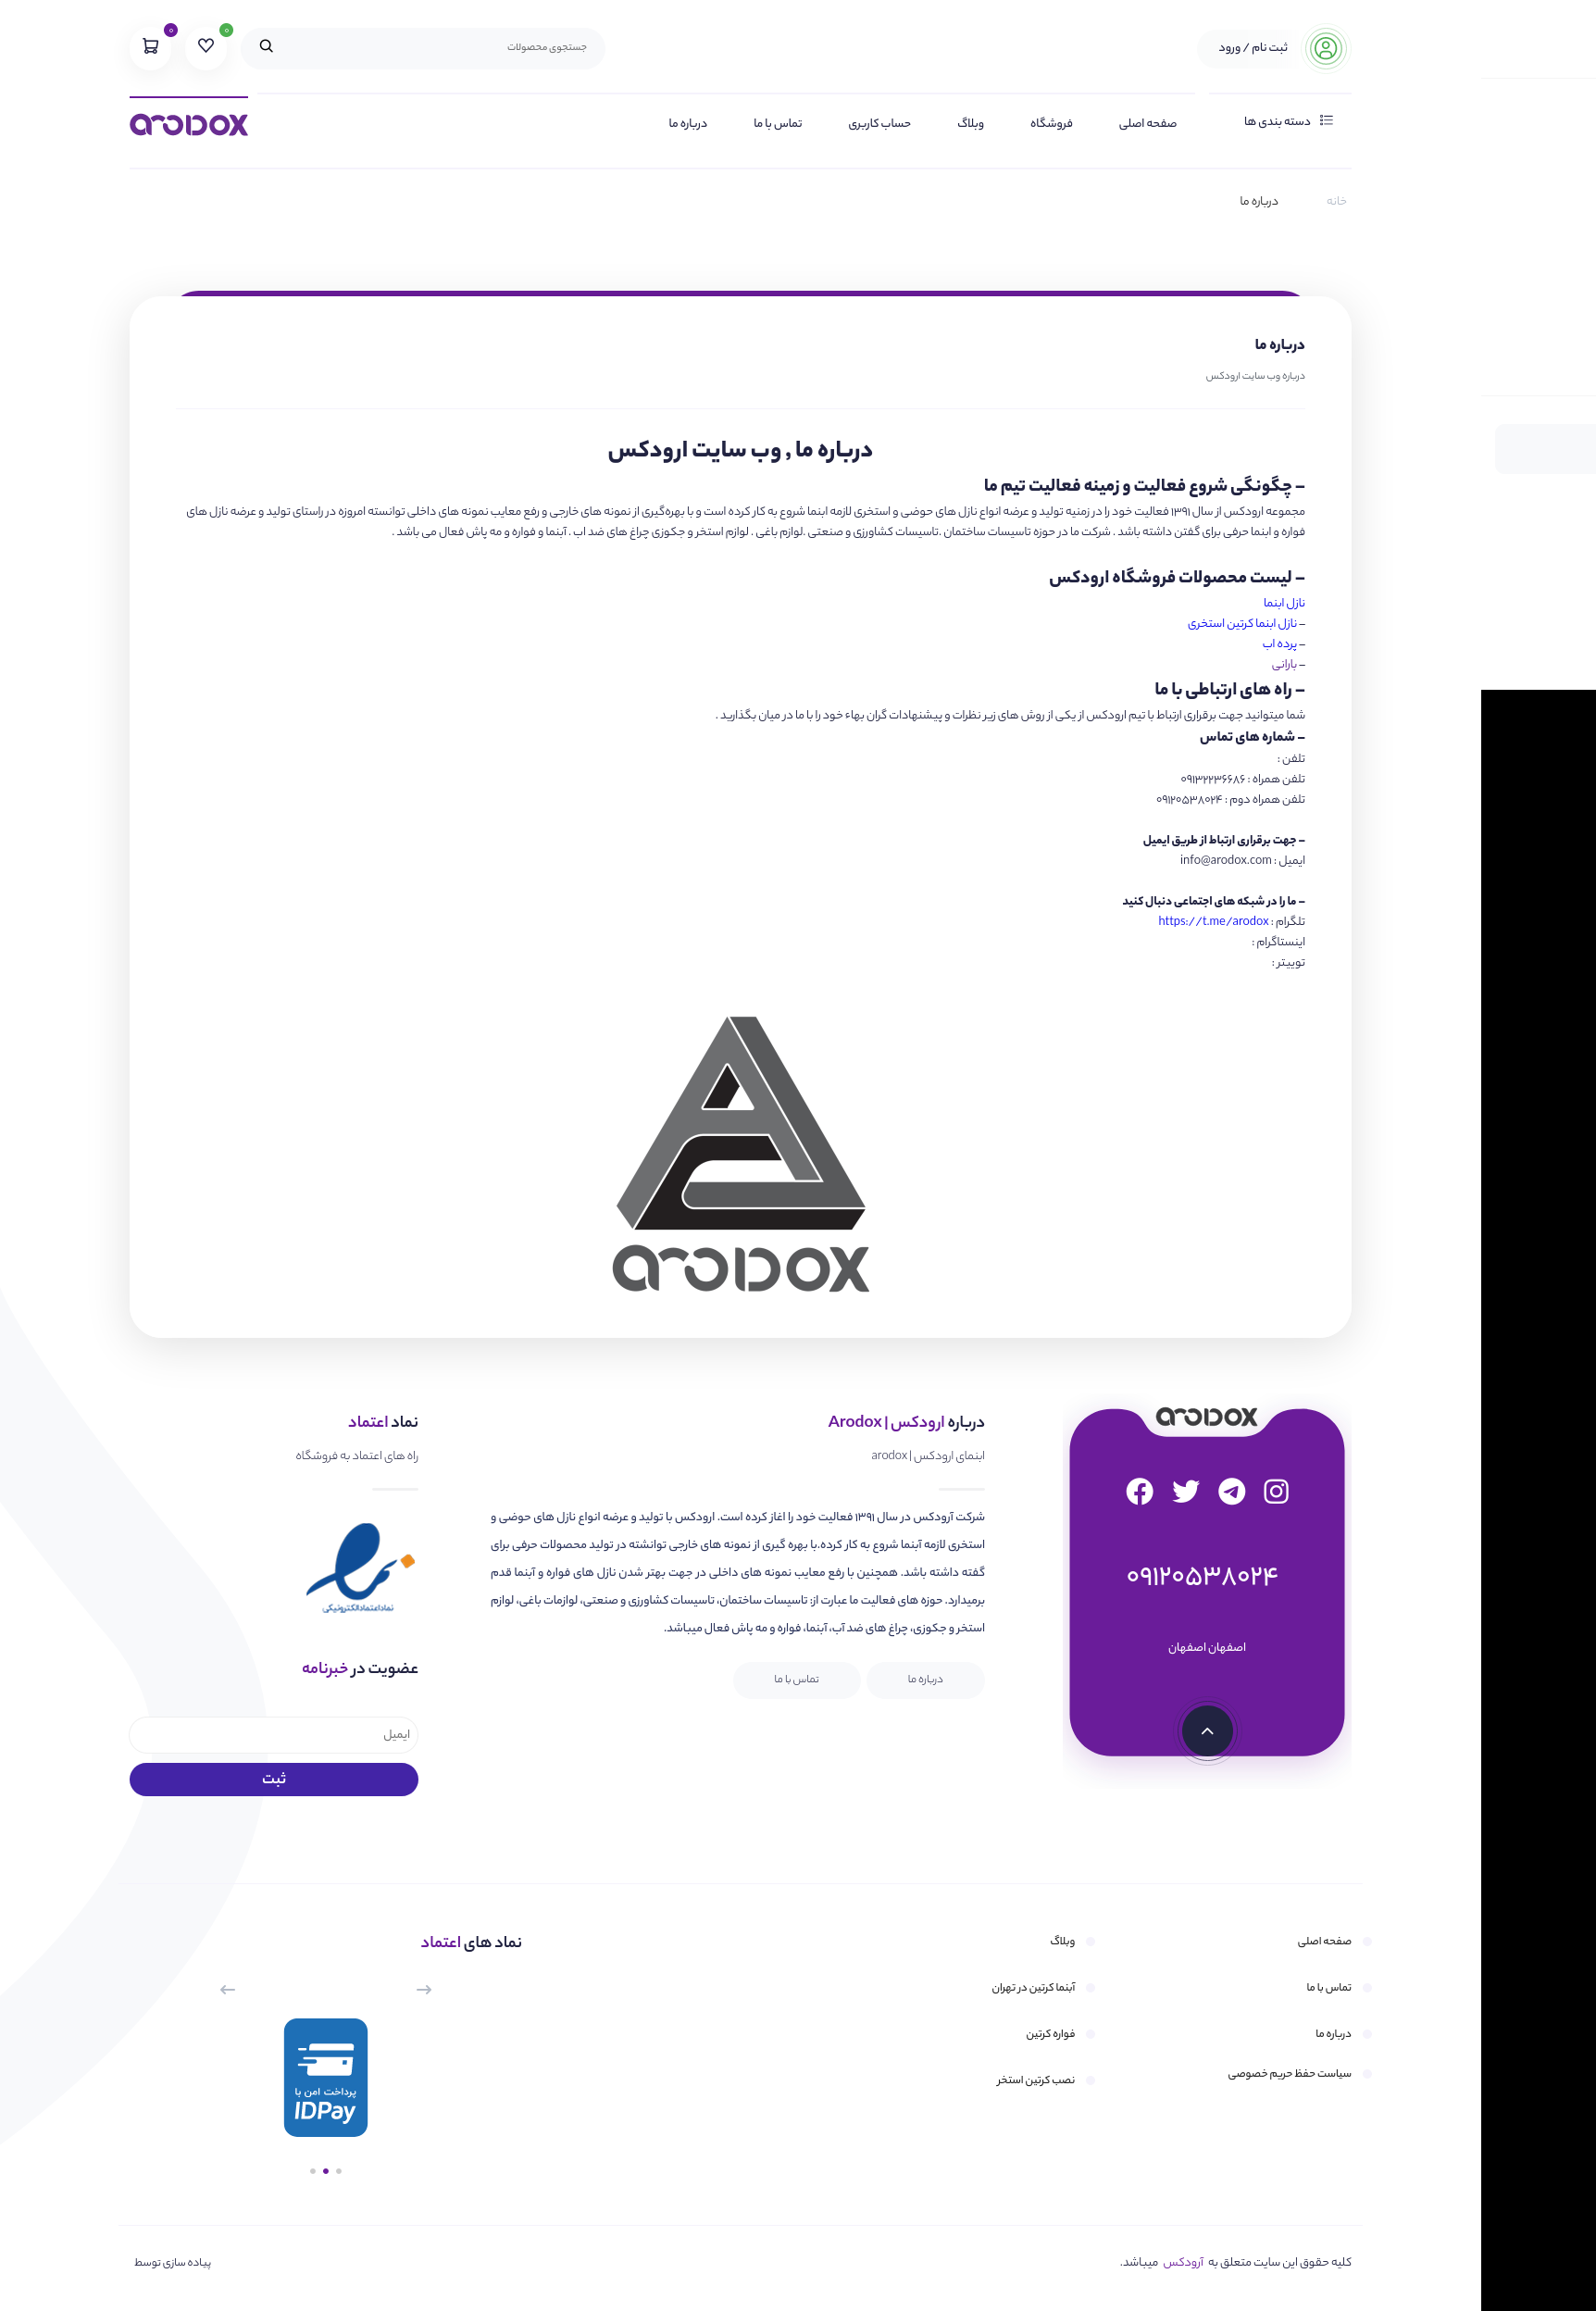 ثبت نام / ورود
جستجوی محصولات
۰
۰
دسته بندی ها
صفحه اصلی
فروشگاه
وبلاگ
حساب کاربری
تماس با ما
درباره ما
arodox
خانه
درباره ما
درباره ما
درباره وب سایت ارودکس
درباره ما , وب سایت ارودکس
– چگونگی شروع فعالیت و زمینه فعالیت تیم ما
مجموعه ارودکس از سال ۱۳۹۱ فعالیت خود را در زمنیه تولید و عرضه انواع نازل های حوضی و استخری لازمه ابنما شروع به کار کرده است و با بهره‌گیری از نمونه های خارجی و رفع معایب نمونه های داخلی توانسته امروزه در راستای تولید و عرضه نازل های
فواره و ابنما حرفی برای گفتن داشته باشد . شرکت ما در حوزه تاسیسات ساختمان .تاسیسات کشاورزی و صنعتی .لوازم باغی . لوازم استخر و جکوزی چراغ های ضد اب . آبنما و فواره و مه پاش فعال می باشد .
– لیست محصولات فروشگاه ارودکس
نازل ابنما
– نازل ابنما کرتین استخری
– پرده اب
– بارانی
– راه های ارتباطی با ما
شما میتوانید جهت برقراری ارتباط با تیم ارودکس از یکی از روش های زیر نظرات و پیشنهادات گران بهاء خود را با ما در میان بگذارید .
– شماره های تماس
تلفن :
تلفن همراه : ۰۹۱۳۲۲۳۶۶۸۶
تلفن همراه دوم : ۰۹۱۲۰۵۳۸۰۲۴
– جهت برقراری ارتباط از طریق ایمیل
ایمیل : info@arodox.com
– ما را در شبکه های اجتماعی دنبال کنید
تلگرام : https://t.me/arodox
اینستاگرام :
توییتر :
arodox
arodox
۰۹۱۲۰۵۳۸۰۲۴
اصفهان اصفهان
درباره ارودکس | Arodox
ابنمای ارودکس | arodox
شرکت آرودکس در سال ۱۳۹۱ فعالیت خود را اغاز کرده است. ارودکس با تولید و عرضه انواع نازل های حوضی و
استخری لازمه آبنما شروع به کار کرده.با بهره گیری از نمونه های خارجی توانشته در تولید محصولات حرفی برای
گفته داشته باشد. همچنین با رفع معایب نمونه های داخلی در جهت بهتر شدن نازل های فواره و آبنما قدم
برمیدارد. حوزه های فعالیت ما عبارت از: تاسیسات ساختمان، تاسیسات کشاورزی و صنعتی، لوازمات باغی، لوازم
استخر و جکوزی، چراغ های ضد آب، آبنما، فواره و مه پاش فعال میباشد.
درباره ما
تماس با ما
نماد اعتماد
راه های اعتماد به فروشگاه
نماداعتمادالکترونیکی
عضویت در خبرنامه
ایمیل
ثبت
صفحه اصلی
تماس با ما
درباره ما
سیاست حفظ حریم خصوصی
وبلاگ
آبنما کرتین در تهران
فواره کرتین
نصب کرتین استخر
نماد های اعتماد
پرداخت امن با
IDPay
کلیه حقوق این سایت متعلق به آرودکس میباشد.
پیاده سازی توسط